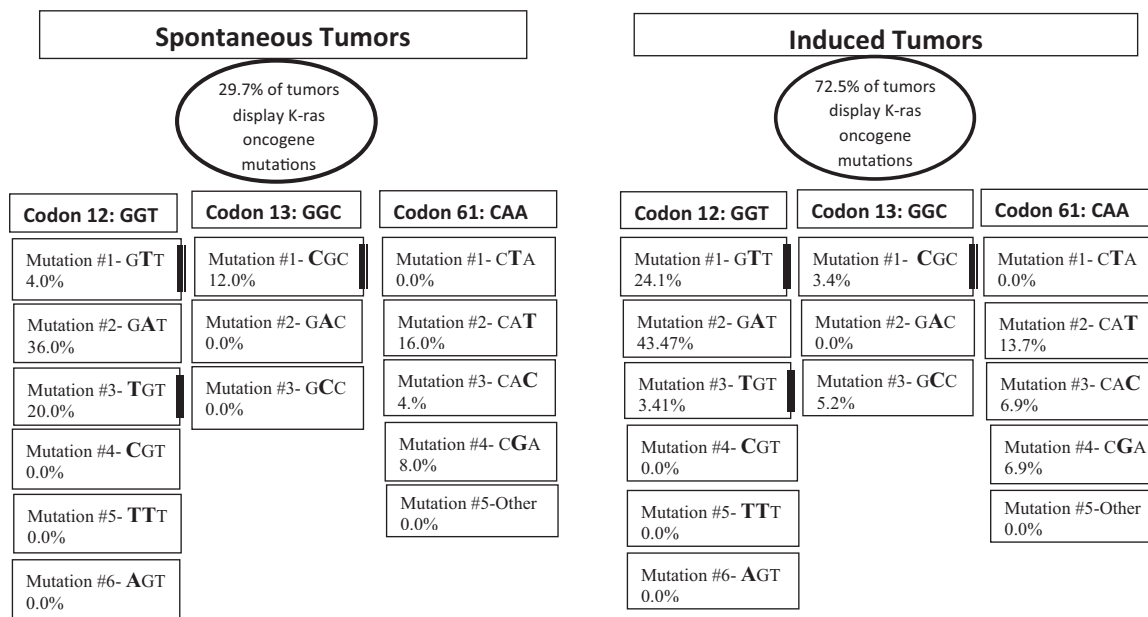 Spontaneous Tumors
29.7% of tumors
display K-ras
oncogene
mutations
Codon 12: GGT
Mutation #1- GTT
4.0%
Mutation #2- GAT
36.0%
Mutation #3- TGT
20.0%
Mutation #4- CGT
0.0%
Mutation #5- TTT
0.0%
Mutation #6- AGT
0.0%
Codon 13: GGC
Mutation #1- CGC
12.0%
Mutation #2- GAC
0.0%
Mutation #3- GCC
0.0%
Codon 61: CAA
Mutation #1- CTA
0.0%
Mutation #2- CAT
16.0%
Mutation #3- CAC
4.%
Mutation #4- CGA
8.0%
Mutation #5-Other
0.0%
Induced Tumors
72.5% of tumors
display K-ras
oncogene
mutations
Codon 12: GGT
Mutation #1- GTT
24.1%
Mutation #2- GAT
43.47%
Mutation #3- TGT
3.41%
Mutation #4- CGT
0.0%
Mutation #5- TTT
0.0%
Mutation #6- AGT
0.0%
Codon 13: GGC
Mutation #1- CGC
3.4%
Mutation #2- GAC
0.0%
Mutation #3- GCC
5.2%
Codon 61: CAA
Mutation #1- CTA
0.0%
Mutation #2- CAT
13.7%
Mutation #3- CAC
6.9%
Mutation #4- CGA
6.9%
Mutation #5-Other
0.0%